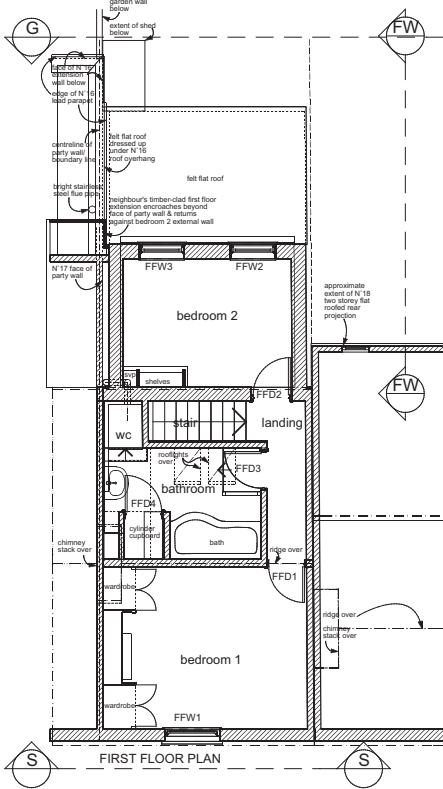 garden wall
below
G
extent of shed
below
FW
face of N°16
extension
wall below
edge of N°16
lead parapet
centreline of
party wall/
boundary line
felt flat roof
dressed up
under N°16
roof overhang
felt flat roof
bright stainless
steel flue pipe
neighbour's timber-clad first floor
extension encroaches beyond
face of party wall & returns
against bedroom 2 external wall
N°17 face of
party wall
FFW3
FFW2
approximate
extent of N°18
two storey flat
roofed rear
projection
bedroom 2
svp
shelves
FFD2
FW
WC
stair
landing
rooflights
over
FFD3
bathroom
FFD4
cylinder
cupboard
bath
chimney
stack over
ridge over
FFD1
wardrobe
ridge over
chimney
stack over
bedroom 1
wardrobe
FFW1
FIRST FLOOR PLAN
S
S